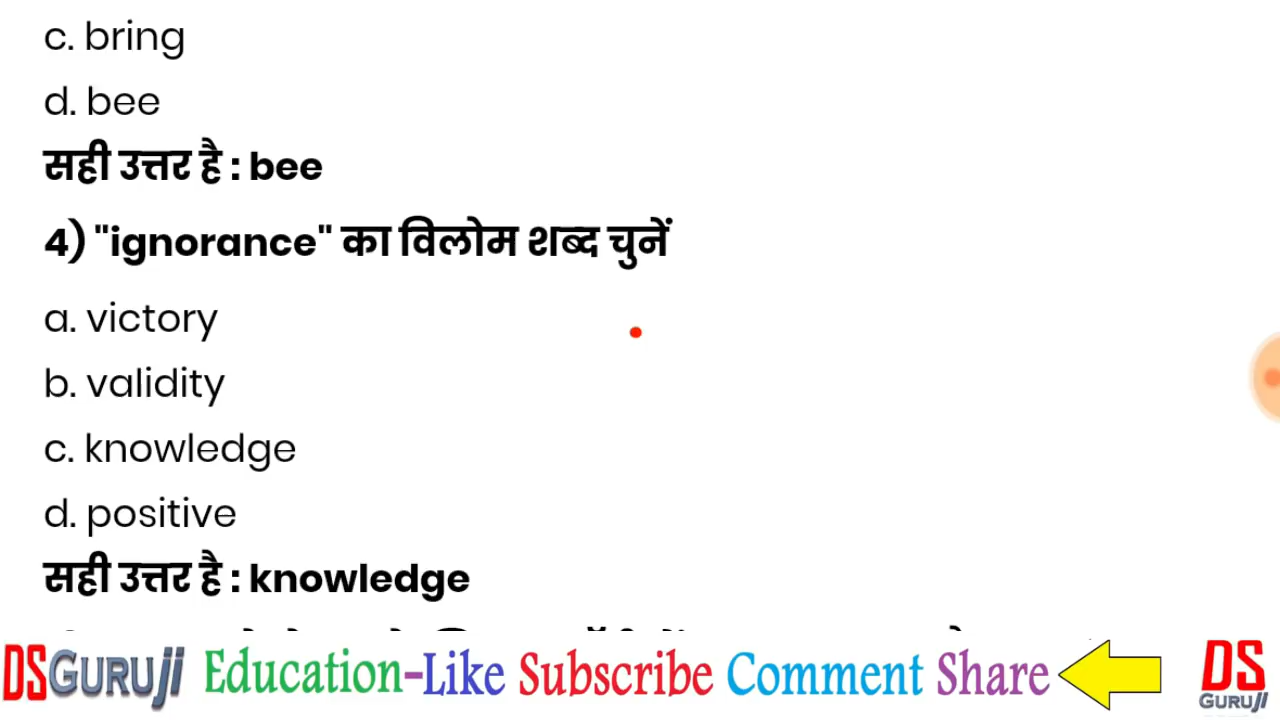 c. bring
d. bee
सही उत्तर है : bee
4) "ignorance" का विलोम शब्द चुनें
a. victory
b. validity
c. knowledge
d. positive
सही उत्तर है : knowledge
DSGURUJI Education-Like Subscribe Comment Share DS
GURUJI